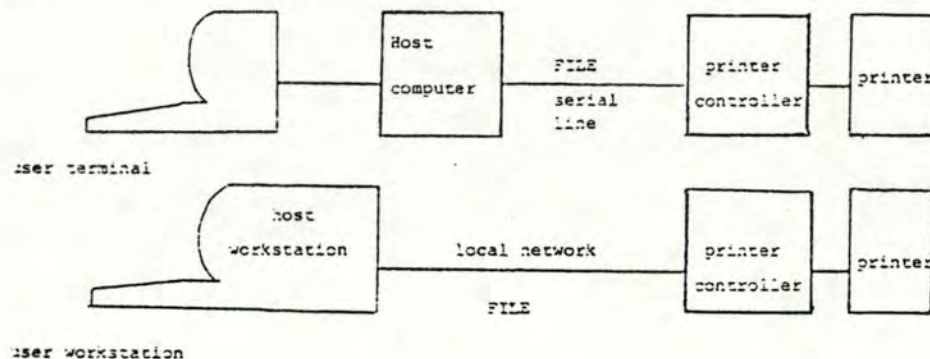 Host
computer
FILE
serial
line
printer
controller
printer
user terminal
host
workstation
local network
FILE
printer
controller
printer
user workstation